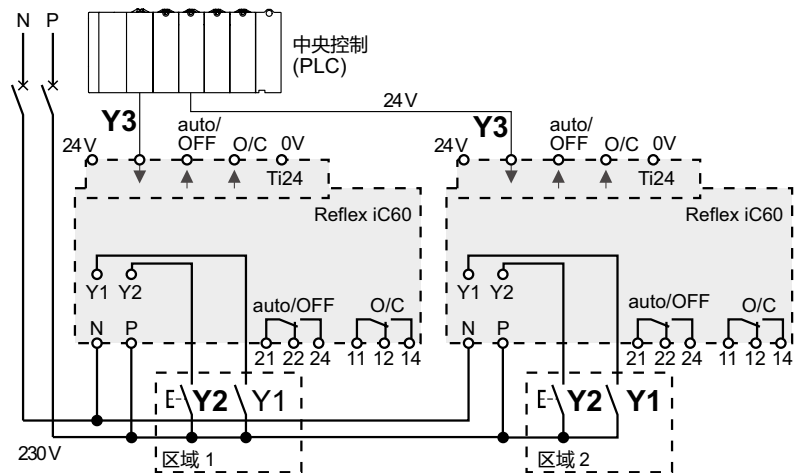 N P
中央控制
(PLC)
24V
Y3
auto/
OFF
24V
O/C
0V
Ti24
Reflex iC60
Y1 Y2
auto/OFF
O/C
N P
21 22 24 11 12 14
Y2 Y1
区域 1
Y3
auto/
OFF
24V
O/C
0V
Ti24
Reflex iC60
Y1 Y2
auto/OFF
O/C
N P
21 22 24 11 12 14
Y2 Y1
区域 2
230V